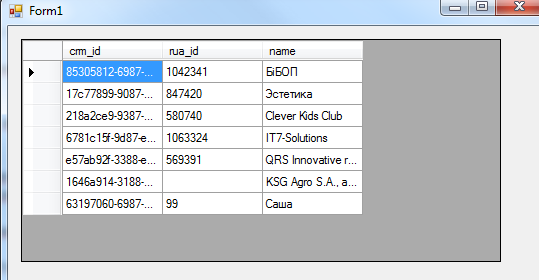 Form1
crm_id rua_id name
85305812-6987-... 1042341 БіБОП
17c77899-9087-... 847420 Эстетика
218a2ce9-9387-... 580740 Clever Kids Club
6781c15f-9d87-e... 1063324 IT7-Solutions
e57ab92f-3388-e... 569391 QRS Innovative r...
1646a914-3188-... KSG Agro S.A., a...
63197060-6987-... 99 Саша